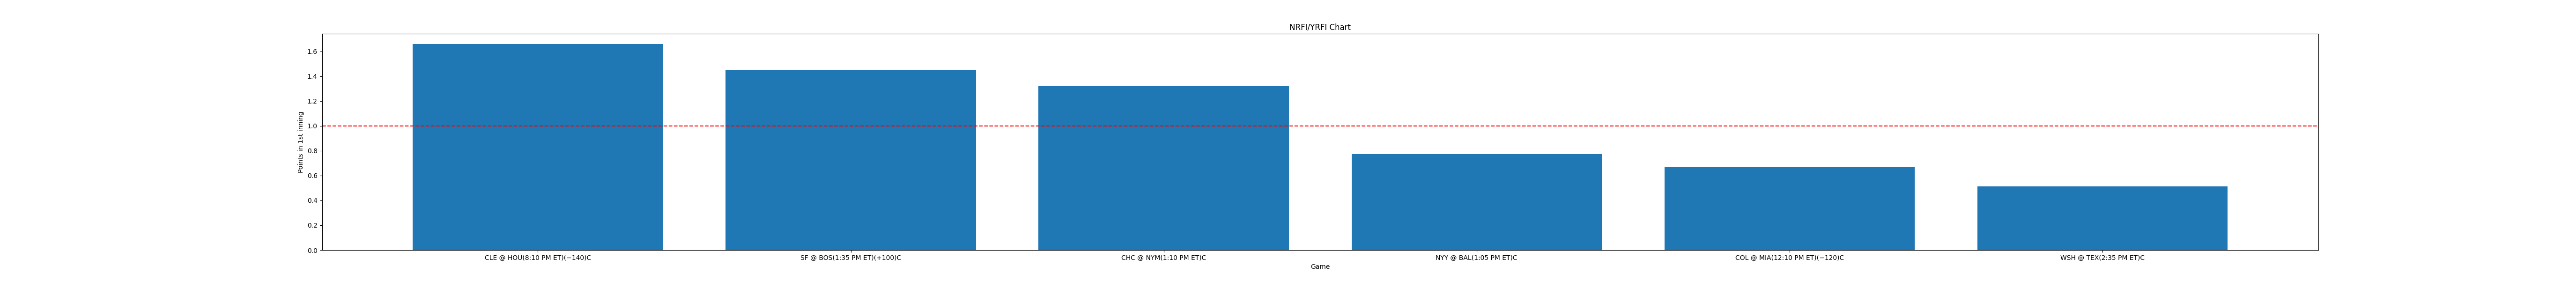 NRFI/YRFI Chart
Points in 1st inning
1.6
1.4
1.2
1.0
0.8
0.6
0.4
0.2
0.0
CLE @ HOU(8:10 PM ET)(−140)C
SF @ BOS(1:35 PM ET)(+100)C
CHC @ NYM(1:10 PM ET)C
NYY @ BAL(1:05 PM ET)C
COL @ MIA(12:10 PM ET)(−120)C
WSH @ TEX(2:35 PM ET)C
Game